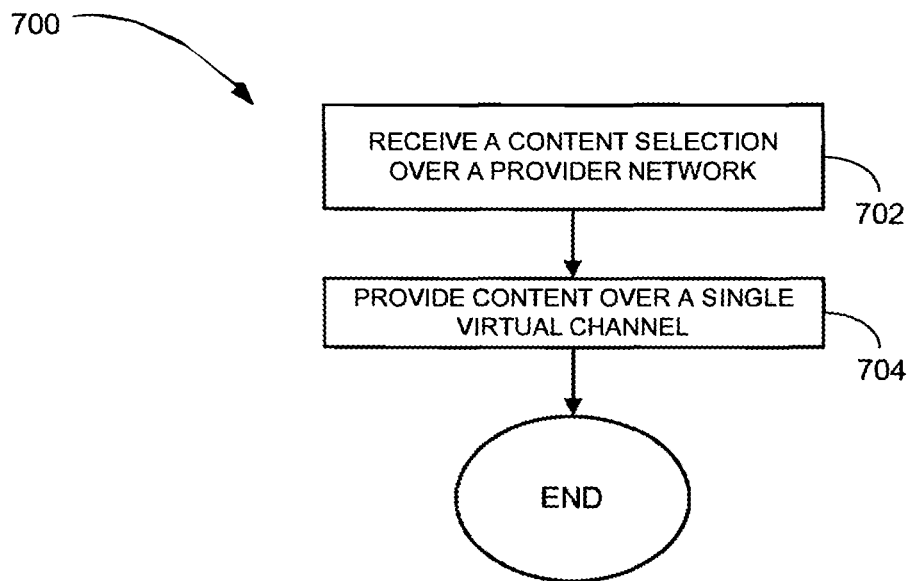 700
RECEIVE A CONTENT SELECTION
OVER A PROVIDER NETWORK
702
PROVIDE CONTENT OVER A SINGLE
VIRTUAL CHANNEL
704
END